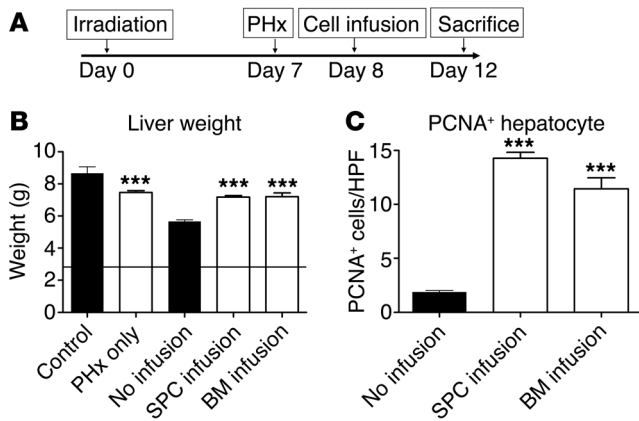 A
Irradiation
PHx
Cell infusion
Sacrifice
Day 0
Day 7
Day 8
Day 12
B
Liver weight
Weight (g)
10
8
6
4
2
0
***
***
***
Control
PHx only
No infusion
SPC infusion
BM infusion
C
PCNA⁺ hepatocyte
PCNA⁺ cells/HPF
15
10
5
0
***
***
No infusion
SPC infusion
BM infusion